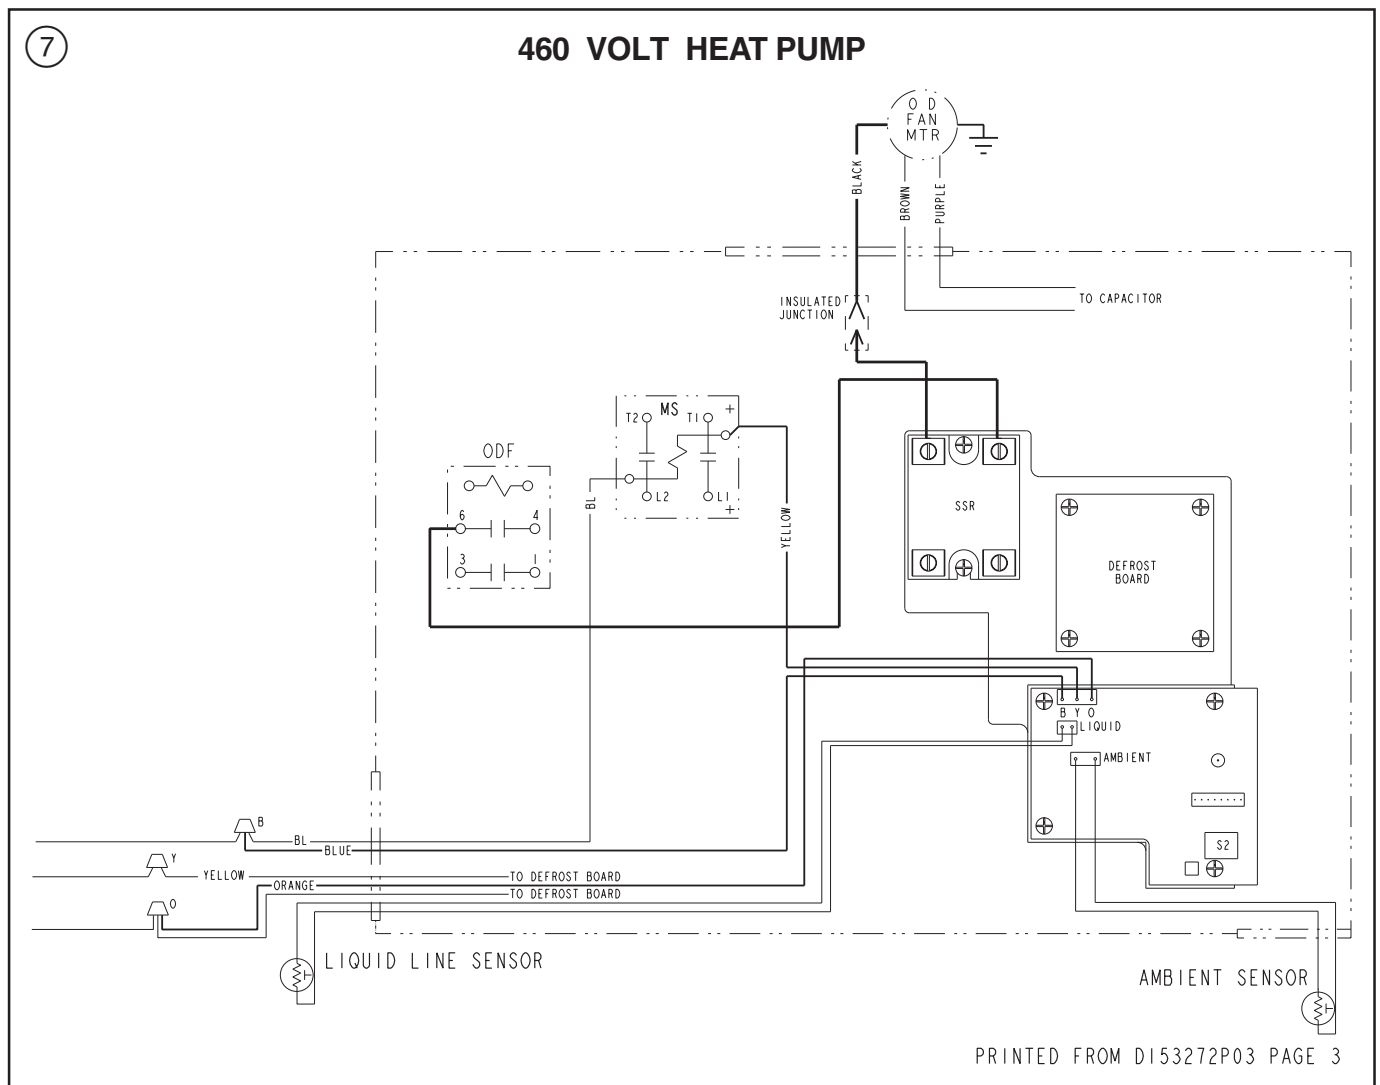 7
460 VOLT HEAT PUMP
O D
FAN
MTR
BLACK
BROWN
PURPLE
INSULATED
JUNCTION
TO CAPACITOR
MS
+
T2
T1
ODF
L2
L1
+
BL
YELLOW
6
4
3
1
SSR
DEFROST
BOARD
B Y O
LIQUID
AMBIENT
S2
B
BL
BLUE
Y
YELLOW
TO DEFROST BOARD
ORANGE
TO DEFROST BOARD
O
LIQUID LINE SENSOR
AMBIENT SENSOR
PRINTED FROM D153272P03 PAGE 3